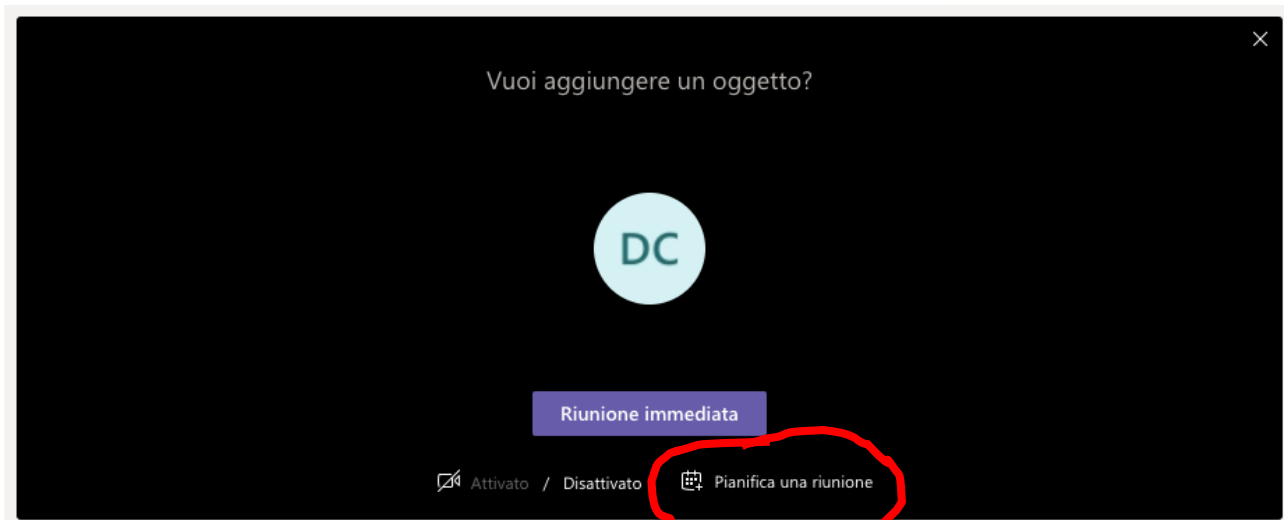 Vuoi aggiungere un oggetto?
DC
Riunione immediata
Attivato / Disattivato Pianifica una riunione